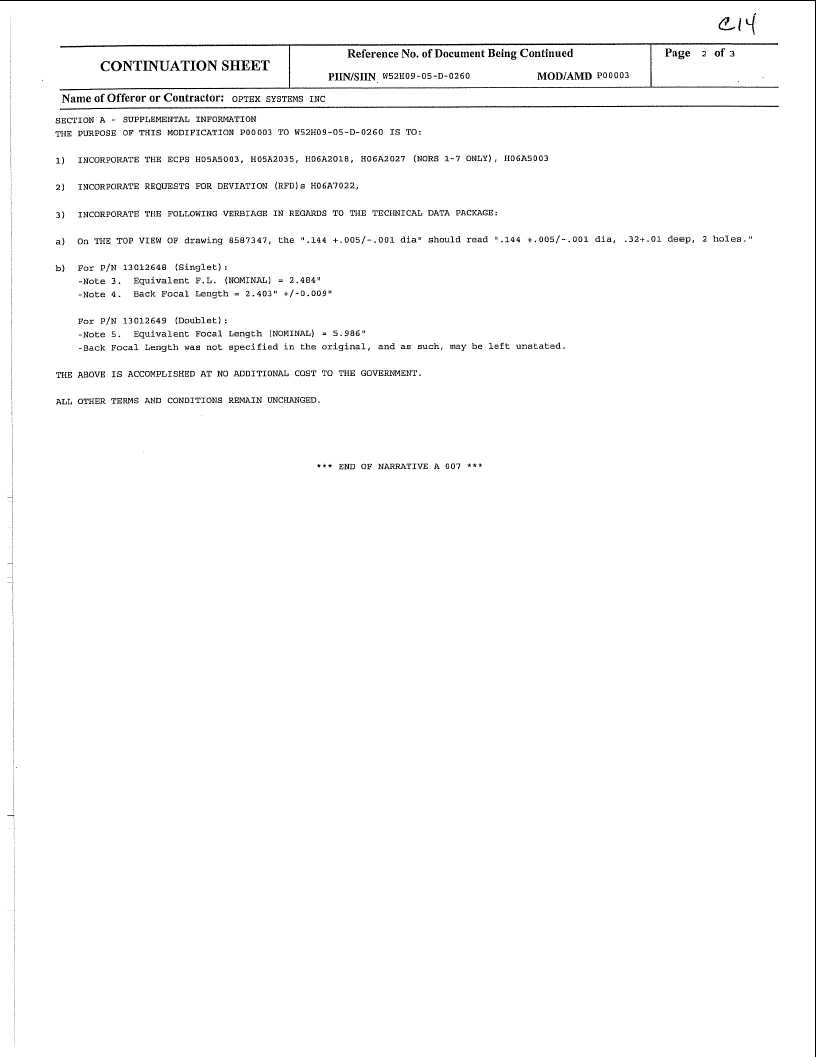 C14
CONTINUATION SHEET
Reference No. of Document Being Continued
PIIN/SIIN W52H09-05-D-0260 MOD/AMD P00003
Page 2 of 3
Name of Offeror or Contractor: OPTEX SYSTEMS INC
SECTION A - SUPPLEMENTAL INFORMATION
THE PURPOSE OF THIS MODIFICATION P00003 TO W52H09-05-D-0260 IS TO:
1) INCORPORATE THE ECPS H05A5003, H05A2035, H06A2018, H06A2027 (NORS 1-7 ONLY), H06A5003
2) INCORPORATE REQUESTS FOR DEVIATION (RFD)s H06A7022,
3) INCORPORATE THE FOLLOWING VERBIAGE IN REGARDS TO THE TECHNICAL DATA PACKAGE:
a) On THE TOP VIEW OF drawing 8587347, the ".144 +.005/-.001 dia" should read ".144 +.005/-.001 dia, .32+.01 deep, 2 holes."
b) For P/N 13012648 (Singlet):
-Note 3. Equivalent F.L. (NOMINAL) = 2.484"
-Note 4. Back Focal Length = 2.403" +/-0.009"
For P/N 13012649 (Doublet):
-Note 5. Equivalent Focal Length (NOMINAL) = 5.986"
-Back Focal Length was not specified in the original, and as such, may be left unstated.
THE ABOVE IS ACCOMPLISHED AT NO ADDITIONAL COST TO THE GOVERNMENT.
ALL OTHER TERMS AND CONDITIONS REMAIN UNCHANGED.
*** END OF NARRATIVE A 007 ***